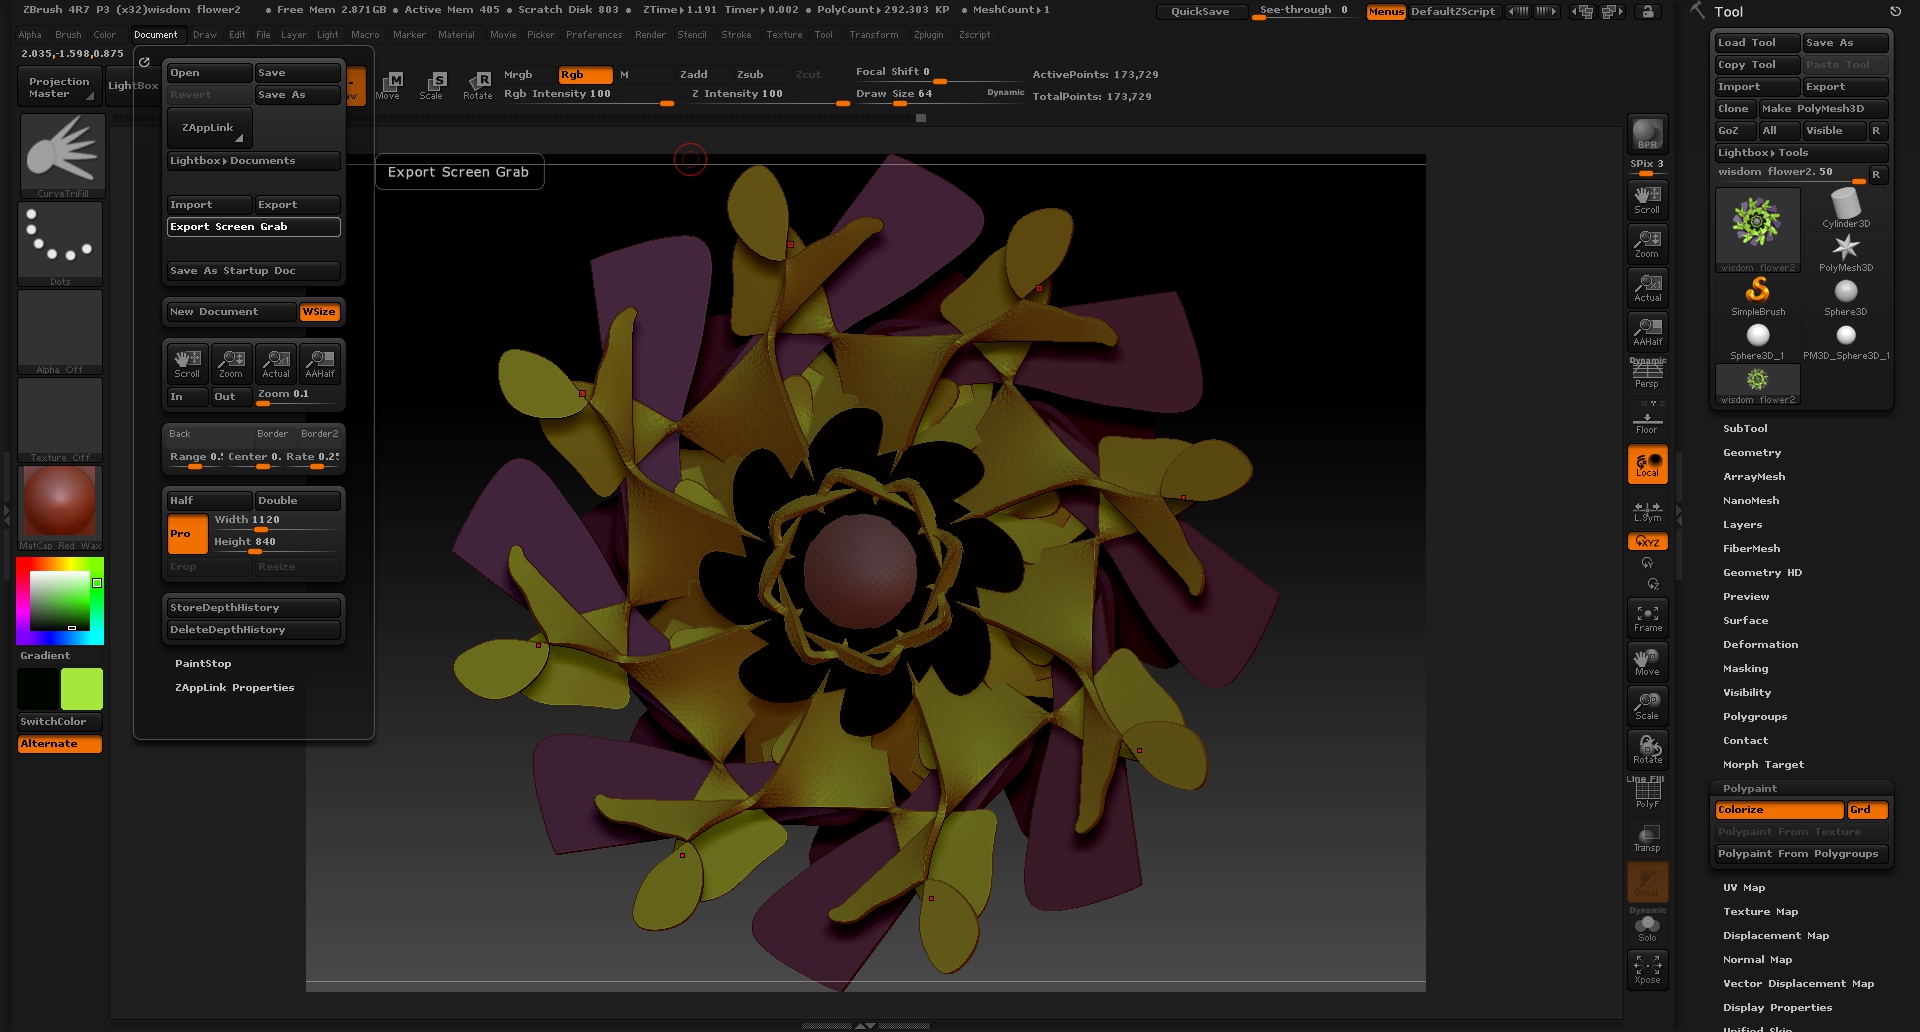 ZBrush 4R7 P3 (x32)wisdom flower2 • Free Mem 2.871GB • Active Mem 405 • Scratch Disk 803 • ZTime▸1.191 Timer▸0.002 • PolyCount▸292.303 KP • MeshCount▸1 QuickSave See-through 0 Menus DefaultZScript
Alpha Brush Color Document Draw Edit File Layer Light Macro Marker Material Movie Picker Preferences Render Stencil Stroke Texture Tool Transform Zplugin Zscript
2.035,-1.598,0.875
Projection Master
LightBox
Move
Scale
Rotate
Mrgb Rgb M Zadd Zsub Zcut
Rgb Intensity 100 Z Intensity 100
Focal Shift 0
Draw Size 64 Dynamic
ActivePoints: 173,729
TotalPoints: 173,729
CurveTriFill
Dots
Alpha Off
Texture Off
MatCap Red Wax
Gradient
SwitchColor
Alternate
Open Save
Revert Save As
ZAppLink
Lightbox▸Documents
Import Export
Export Screen Grab
Save As Startup Doc
New Document WSize
Scroll Zoom Actual AAHalf
In Out Zoom 0.1
Back Border Border2
Range 0. Center 0. Rate 0.25
Half Double
Pro
Width 1120
Height 840
Crop Resize
StoreDepthHistory
DeleteDepthHistory
PaintStop
ZAppLink Properties
Export Screen Grab
BPR
SPix 3
Scroll
Zoom
Actual
AAHalf
Dynamic
Persp
Floor
Local
L.Sym
XYZ
Y
Z
Frame
Move
Scale
Rotate
Line Fill
PolyF
Transp
Ghost
Dynamic
Solo
Xpose
Tool
Load Tool Save As
Copy Tool Paste Tool
Import Export
Clone Make PolyMesh3D
GoZ All Visible R
Lightbox▸Tools
wisdom flower2. 50 R
wisdom flower2
Cylinder3D
PolyMesh3D
SimpleBrush
Sphere3D
Sphere3D_1
PM3D_Sphere3D_1
wisdom flower2
SubTool
Geometry
ArrayMesh
NanoMesh
Layers
FiberMesh
Geometry HD
Preview
Surface
Deformation
Masking
Visibility
Polygroups
Contact
Morph Target
Polypaint
Colorize Grd
Polypaint From Texture
Polypaint From Polygroups
UV Map
Texture Map
Displacement Map
Normal Map
Vector Displacement Map
Display Properties
Unified Skin